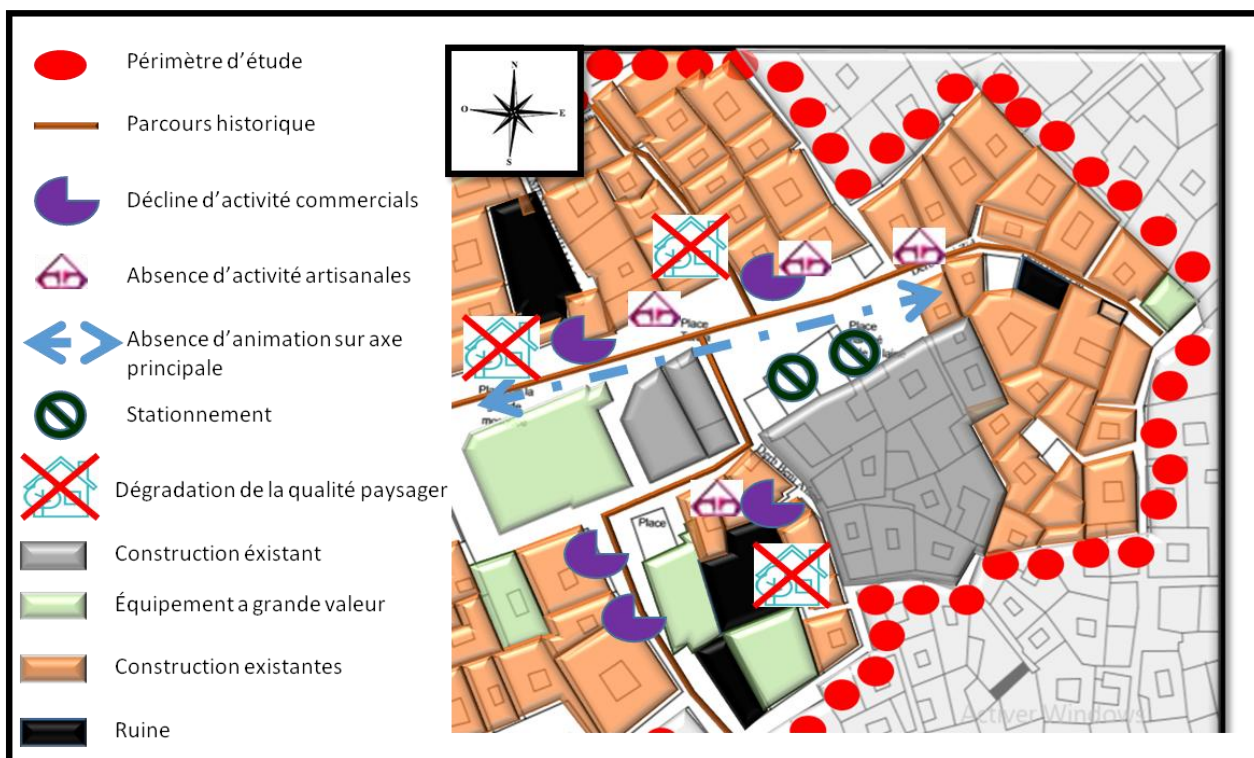 Périmètre d'étude
Parcours historique
Décline d'activité commercials
Absence d'activité artisanales
Absence d'animation sur axe
principale
Stationnement
Dégradation de la qualité paysager
Construction éxistant
Équipement a grande valeur
Construction existantes
Ruine
N
O
E
S
Place
Place
Place
Activer Windows